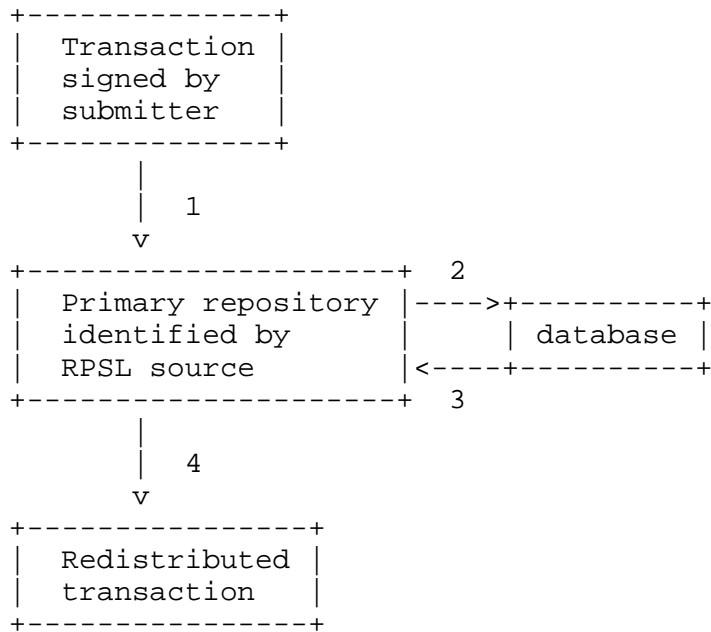 Transaction
signed by
submitter
1
2
Primary repository
identified by
database
RPSL source
3
v
4
v
Redistributed
transaction